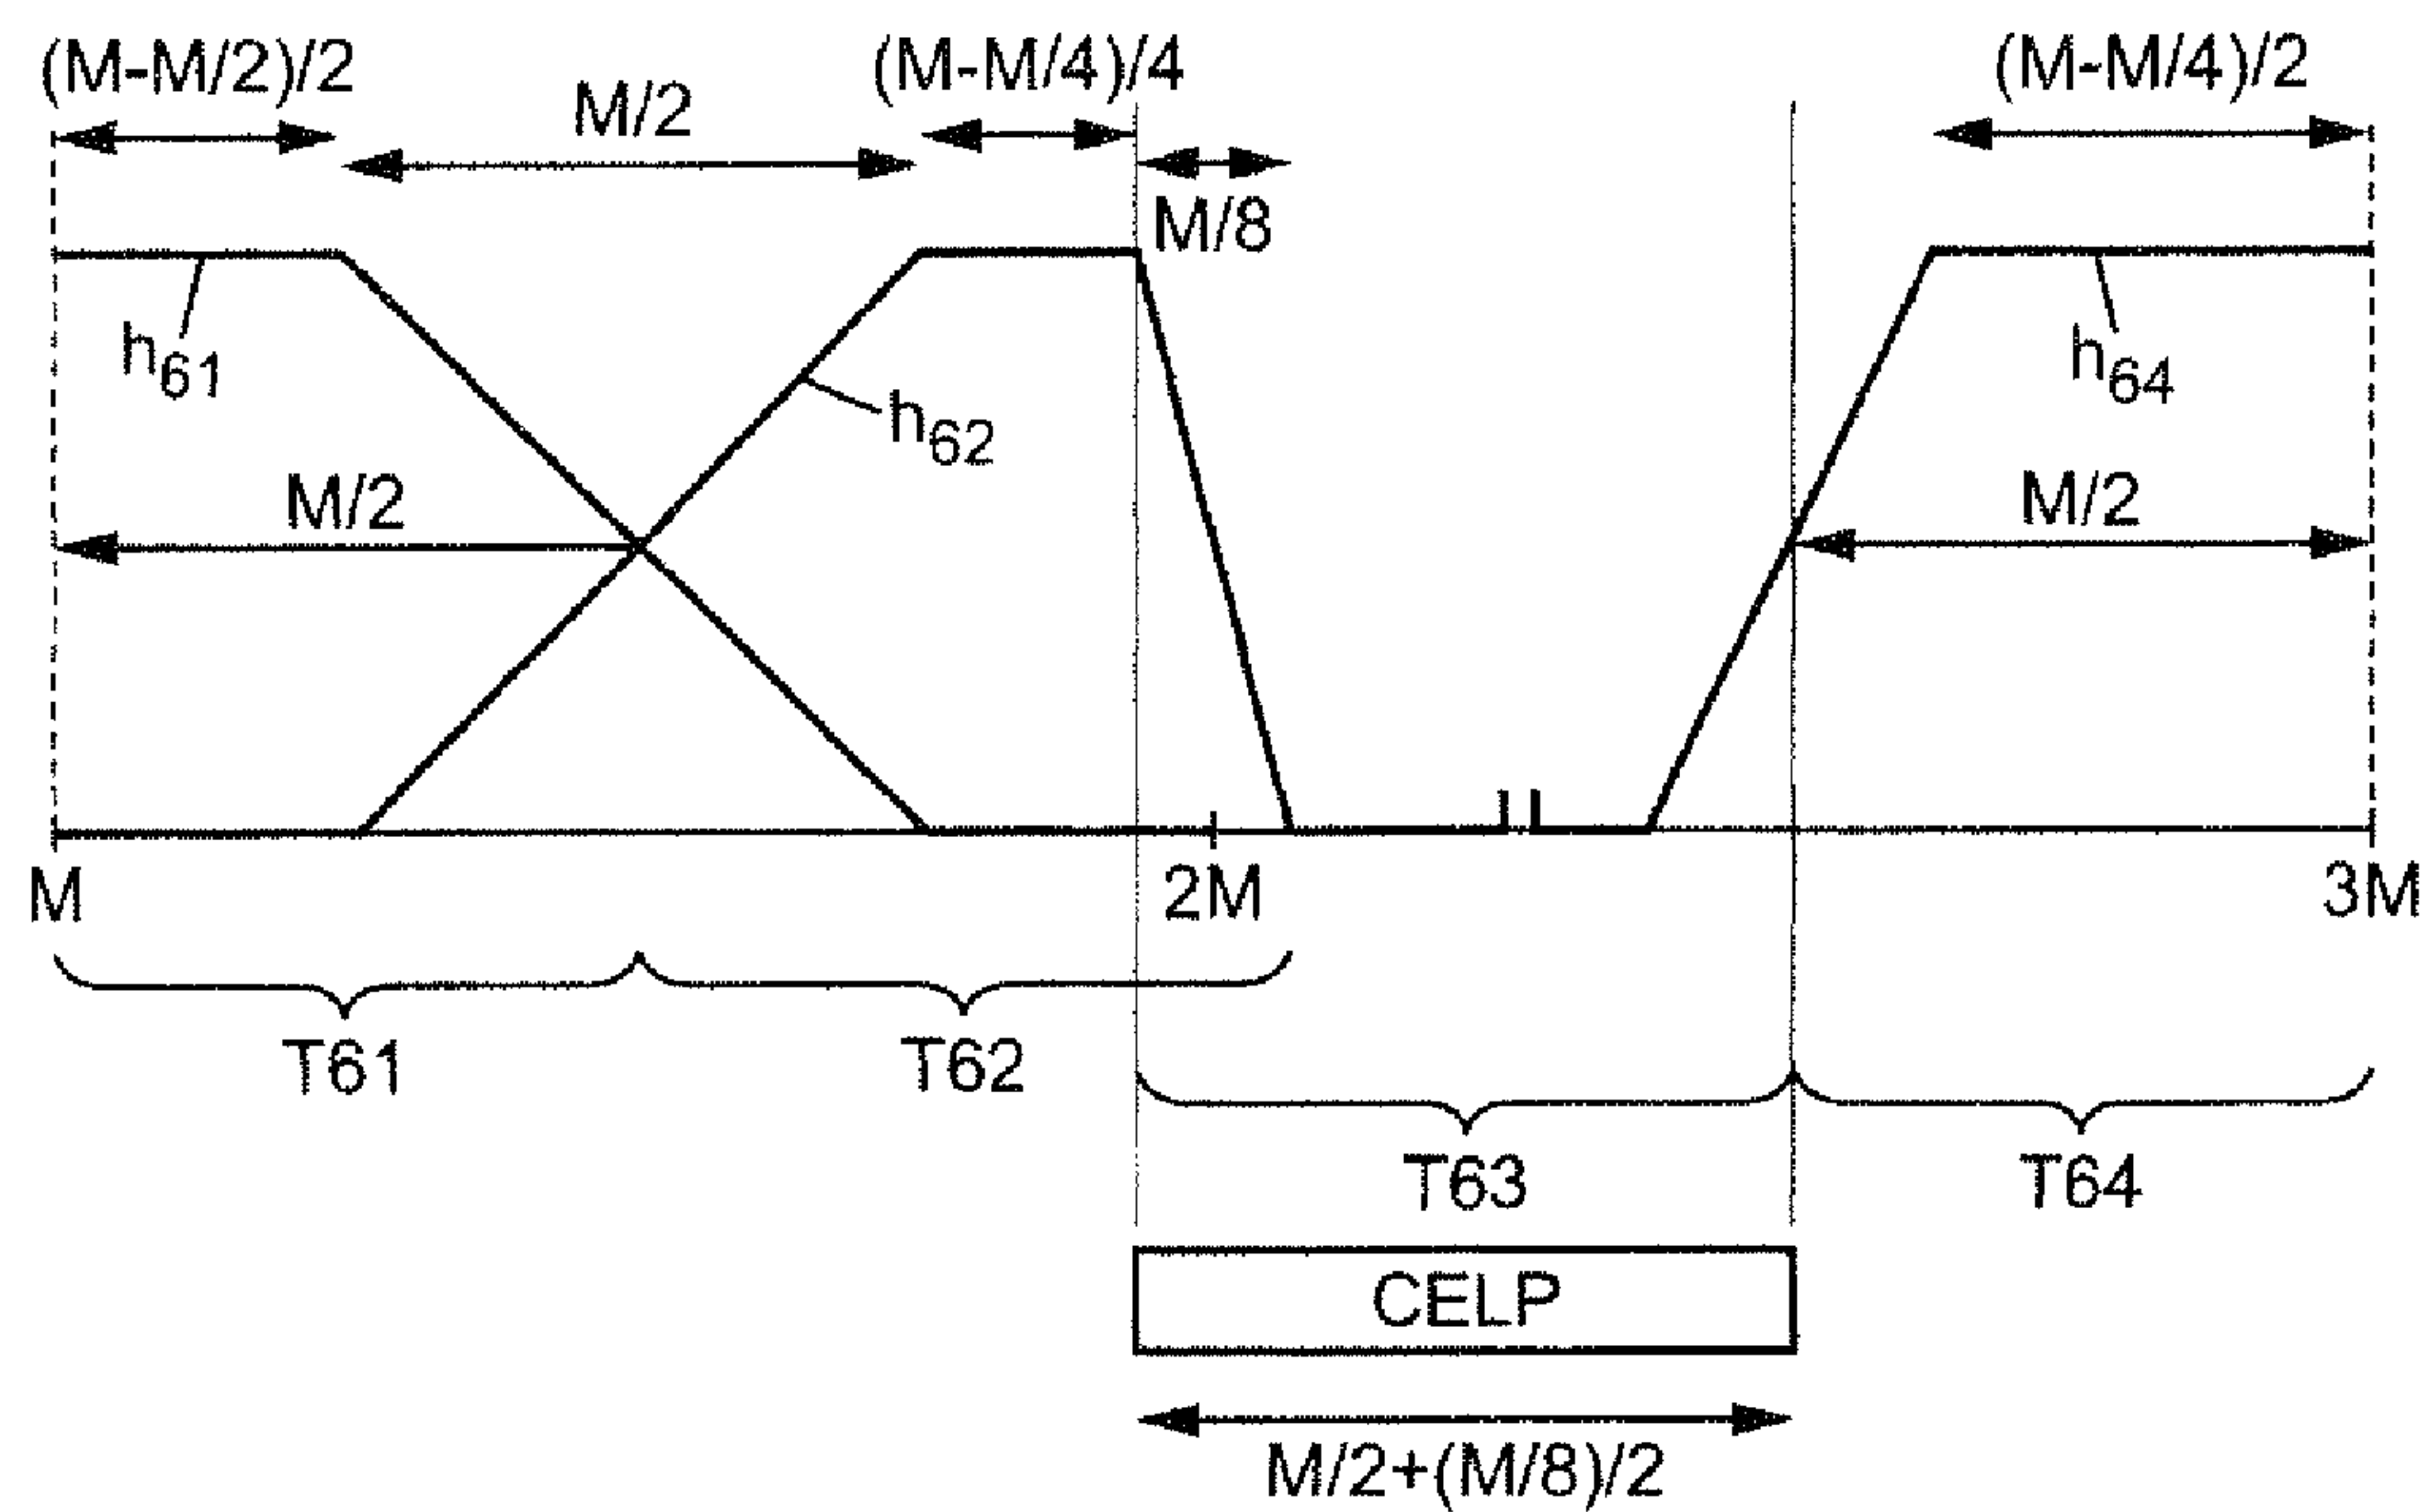 (M-M/2)/2
M/2
(M-M/4)/4
(M-M/4)/2
M/8
h61
h62
h64
M/2
M/2
M
2M
3M
T61
T62
T63
T64
CELP
M/2+(M/8)/2